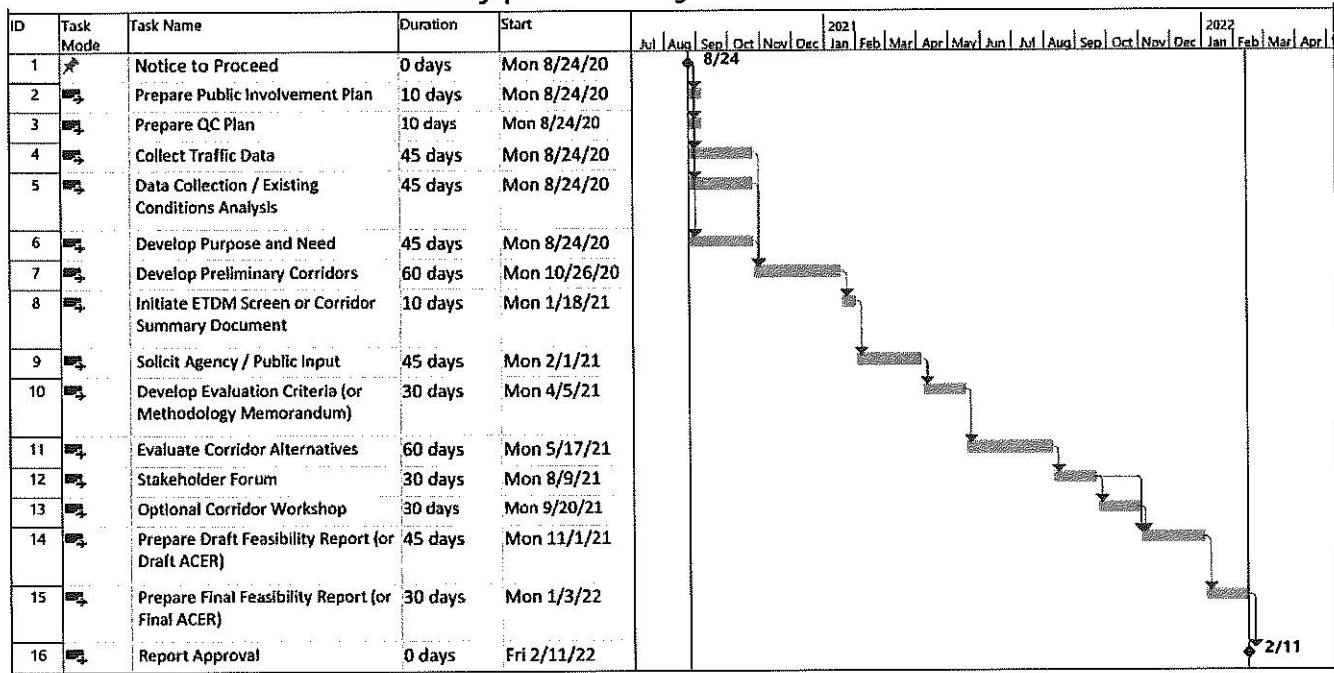 ID Task Mode Task Name Duration Start
2021 2022
Jul Aug Sep Oct Nov Dec Jan Feb Mar Apr May Jun Jul Aug Sep Oct Nov Dec Jan Feb Mar Apr
1 Notice to Proceed 0 days Mon 8/24/20 8/24
2 Prepare Public Involvement Plan 10 days Mon 8/24/20
3 Prepare QC Plan 10 days Mon 8/24/20
4 Collect Traffic Data 45 days Mon 8/24/20
5 Data Collection / Existing 45 days Mon 8/24/20
Conditions Analysis
6 Develop Purpose and Need 45 days Mon 8/24/20
7 Develop Preliminary Corridors 60 days Mon 10/26/20
8 Initiate ETDM Screen or Corridor 10 days Mon 1/18/21
Summary Document
9 Solicit Agency / Public Input 45 days Mon 2/1/21
10 Develop Evaluation Criteria (or 30 days Mon 4/5/21
Methodology Memorandum)
11 Evaluate Corridor Alternatives 60 days Mon 5/17/21
12 Stakeholder Forum 30 days Mon 8/9/21
13 Optional Corridor Workshop 30 days Mon 9/20/21
14 Prepare Draft Feasibility Report (or 45 days Mon 11/1/21
Draft ACER)
15 Prepare Final Feasibility Report (or 30 days Mon 1/3/22
Final ACER)
16 Report Approval 0 days Fri 2/11/22 2/11